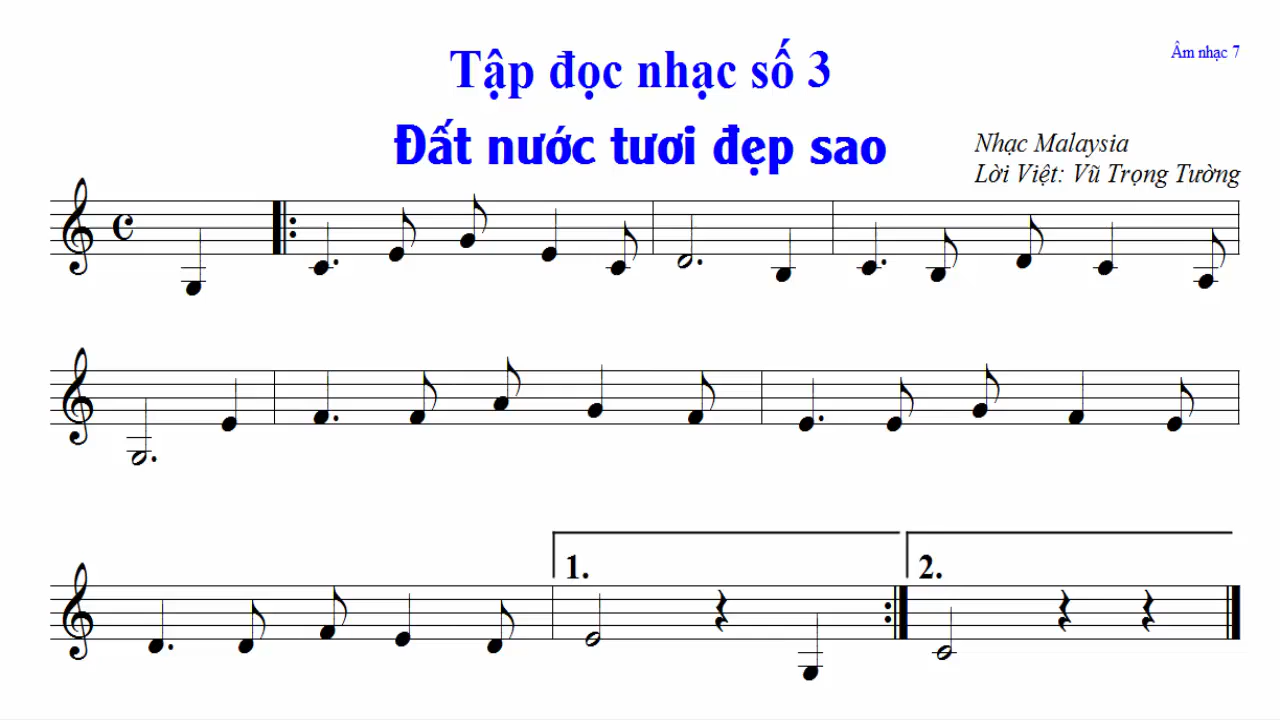 Tập đọc nhạc số 3
Âm nhạc 7
Đất nước tươi đẹp sao
Nhạc Malaysia
Lời Việt: Vũ Trọng Tường
1.
2.